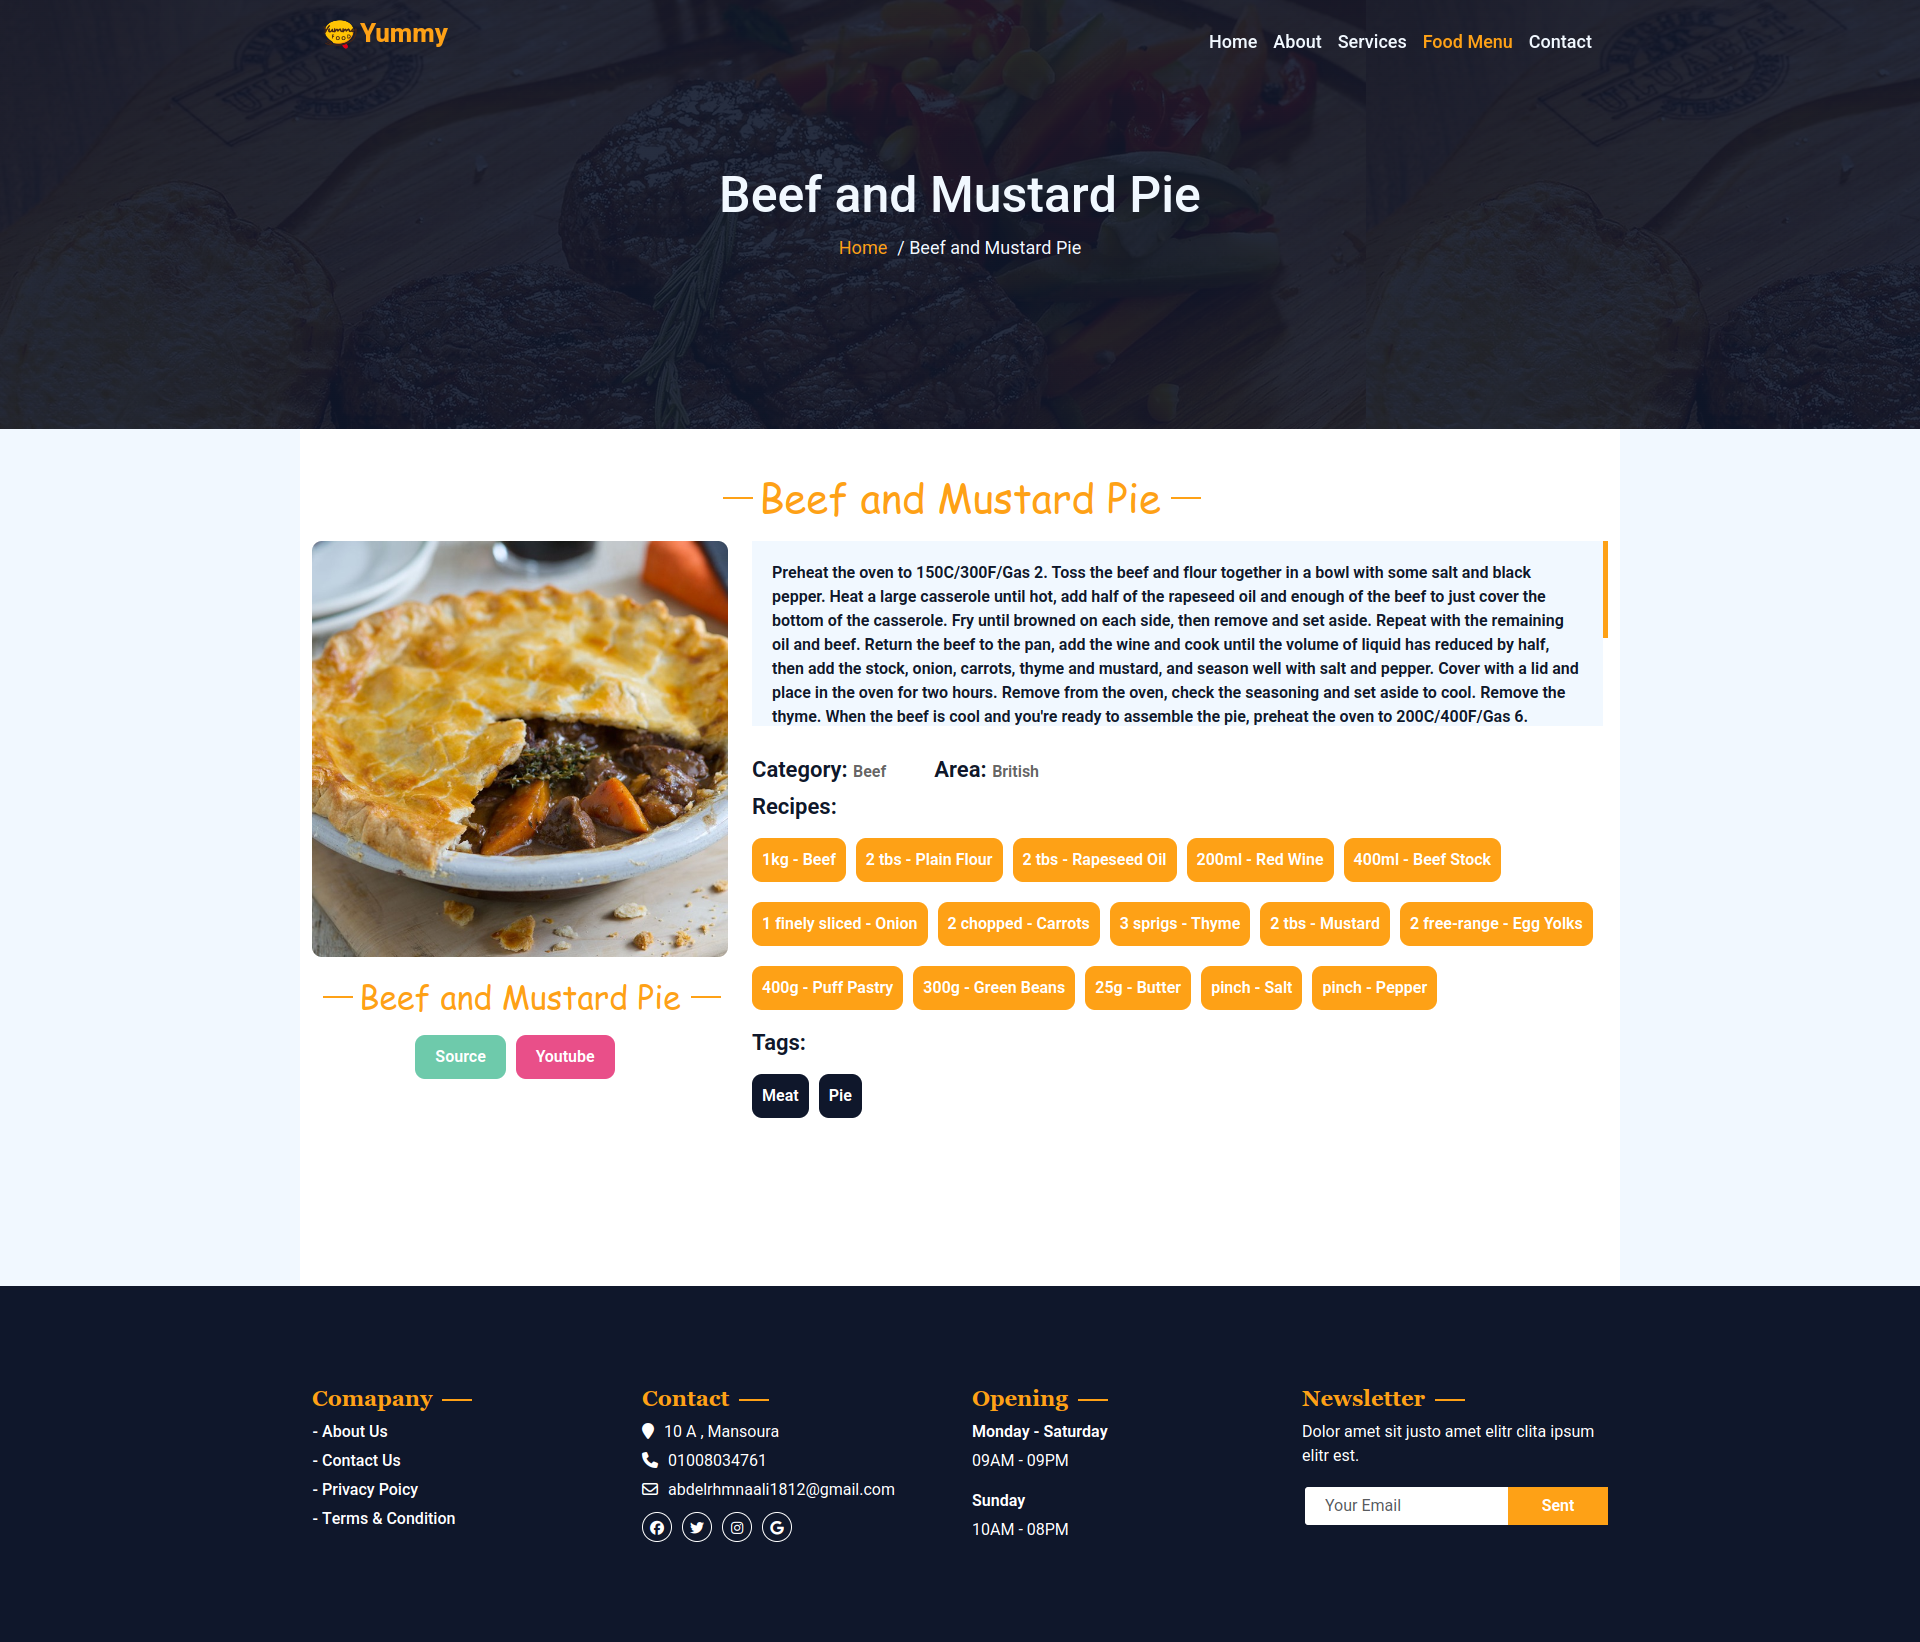 Yummy
Home About Services Food Menu Contact
Beef and Mustard Pie
Home / Beef and Mustard Pie
Beef and Mustard Pie
Preheat the oven to 150C/300F/Gas 2. Toss the beef and flour together in a bowl with some salt and black
pepper. Heat a large casserole until hot, add half of the rapeseed oil and enough of the beef to just cover the
bottom of the casserole. Fry until browned on each side, then remove and set aside. Repeat with the remaining
oil and beef. Return the beef to the pan, add the wine and cook until the volume of liquid has reduced by half,
then add the stock, onion, carrots, thyme and mustard, and season well with salt and pepper. Cover with a lid and
place in the oven for two hours. Remove from the oven, check the seasoning and set aside to cool. Remove the
thyme. When the beef is cool and you're ready to assemble the pie, preheat the oven to 200C/400F/Gas 6.
Category: Beef Area: British
Recipes:
1kg - Beef 2 tbs - Plain Flour 2 tbs - Rapeseed Oil 200ml - Red Wine 400ml - Beef Stock
1 finely sliced - Onion 2 chopped - Carrots 3 sprigs - Thyme 2 tbs - Mustard 2 free-range - Egg Yolks
400g - Puff Pastry 300g - Green Beans 25g - Butter pinch - Salt pinch - Pepper
Tags:
Meat Pie
Beef and Mustard Pie
Source Youtube
Comapany
- About Us
- Contact Us
- Privacy Poicy
- Terms & Condition
Contact
10 A , Mansoura
01008034761
abdelrhmnaali1812@gmail.com
Opening
Monday - Saturday
09AM - 09PM
Sunday
10AM - 08PM
Newsletter
Dolor amet sit justo amet elitr clita ipsum
elitr est.
Your Email Sent